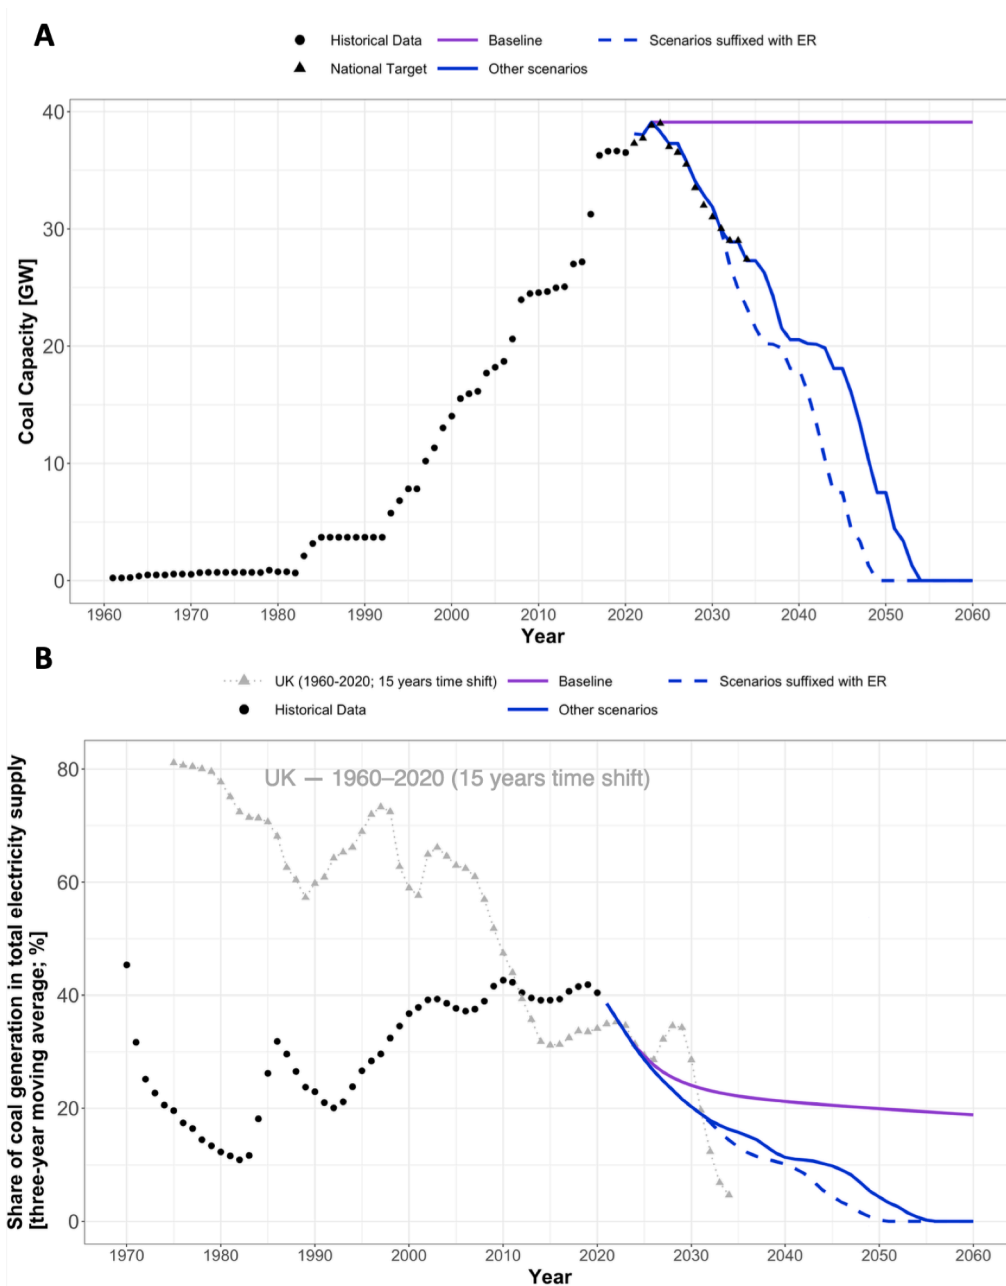 A
Historical Data Baseline Scenarios suffixed with ER
National Target Other scenarios
40
30
20
10
0
Coal Capacity [GW]
1960 1970 1980 1990 2000 2010 2020 2030 2040 2050 2060
Year
B
UK (1960-2020; 15 years time shift) Baseline Scenarios suffixed with ER
Historical Data Other scenarios
UK — 1960–2020 (15 years time shift)
80
60
40
20
0
Share of coal generation in total electricity supply
[three-year moving average; %]
1970 1980 1990 2000 2010 2020 2030 2040 2050 2060
Year